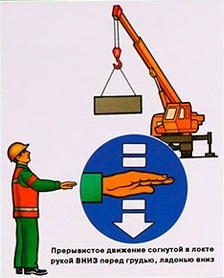 Прерывистое движение согнутой в локте
рукой ВНИЗ перед грудью, ладонью вниз